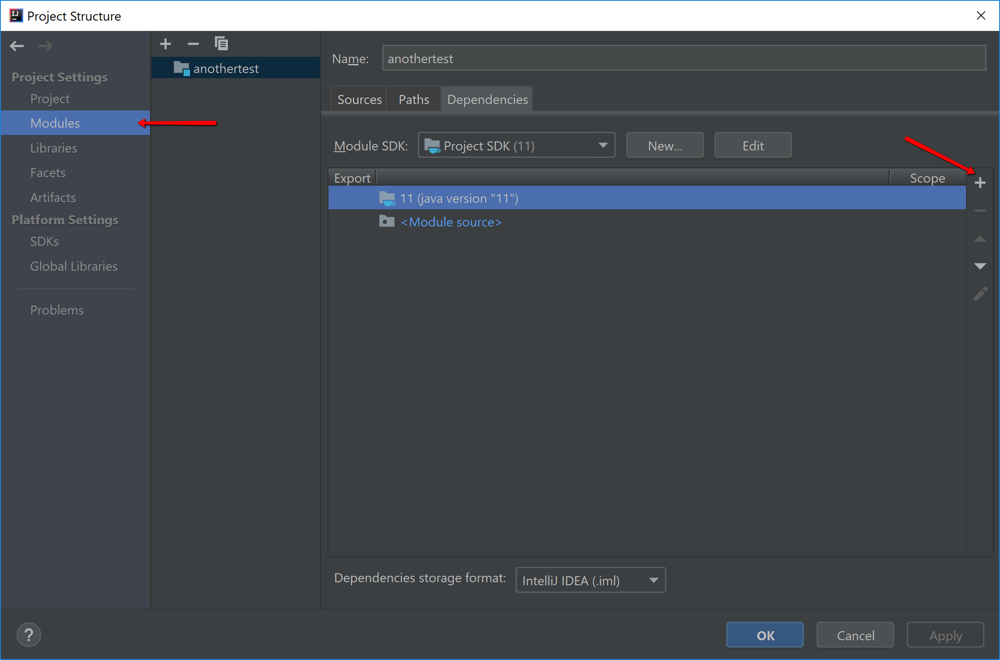 IJ
Project Structure
Project Settings
Project
Modules
Libraries
Facets
Artifacts
Platform Settings
SDKs
Global Libraries
Problems
anothertest
Name: anothertest
Sources Paths Dependencies
Module SDK: Project SDK (11) New... Edit
Export Scope
11 (java version "11")
<Module source>
Dependencies storage format: IntelliJ IDEA (.iml)
? OK Cancel Apply